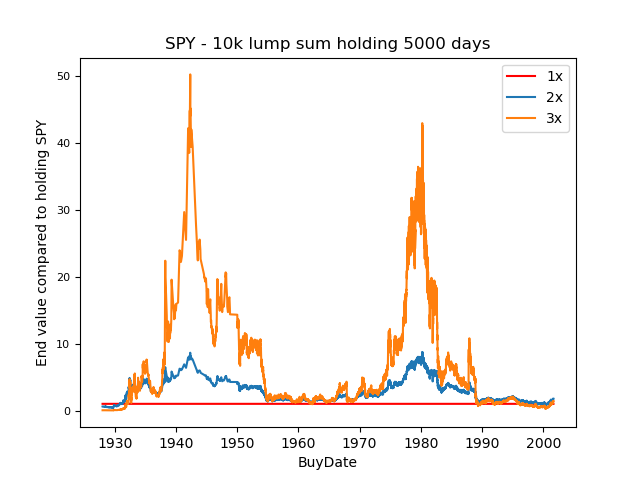 SPY - 10k lump sum holding 5000 days
1x
2x
3x
End value compared to holding SPY
50
40
30
20
10
0
1930 1940 1950 1960 1970 1980 1990 2000
BuyDate